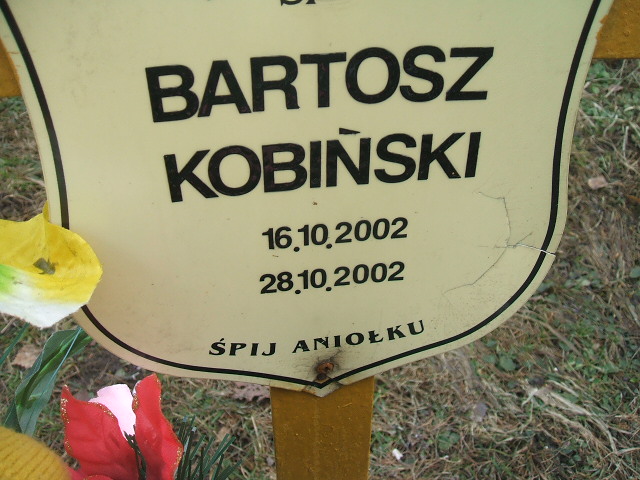 BARTOSZ
KOBIŃSKI
16.10.2002
28.10.2002
ŚPIJ ANIOŁKU